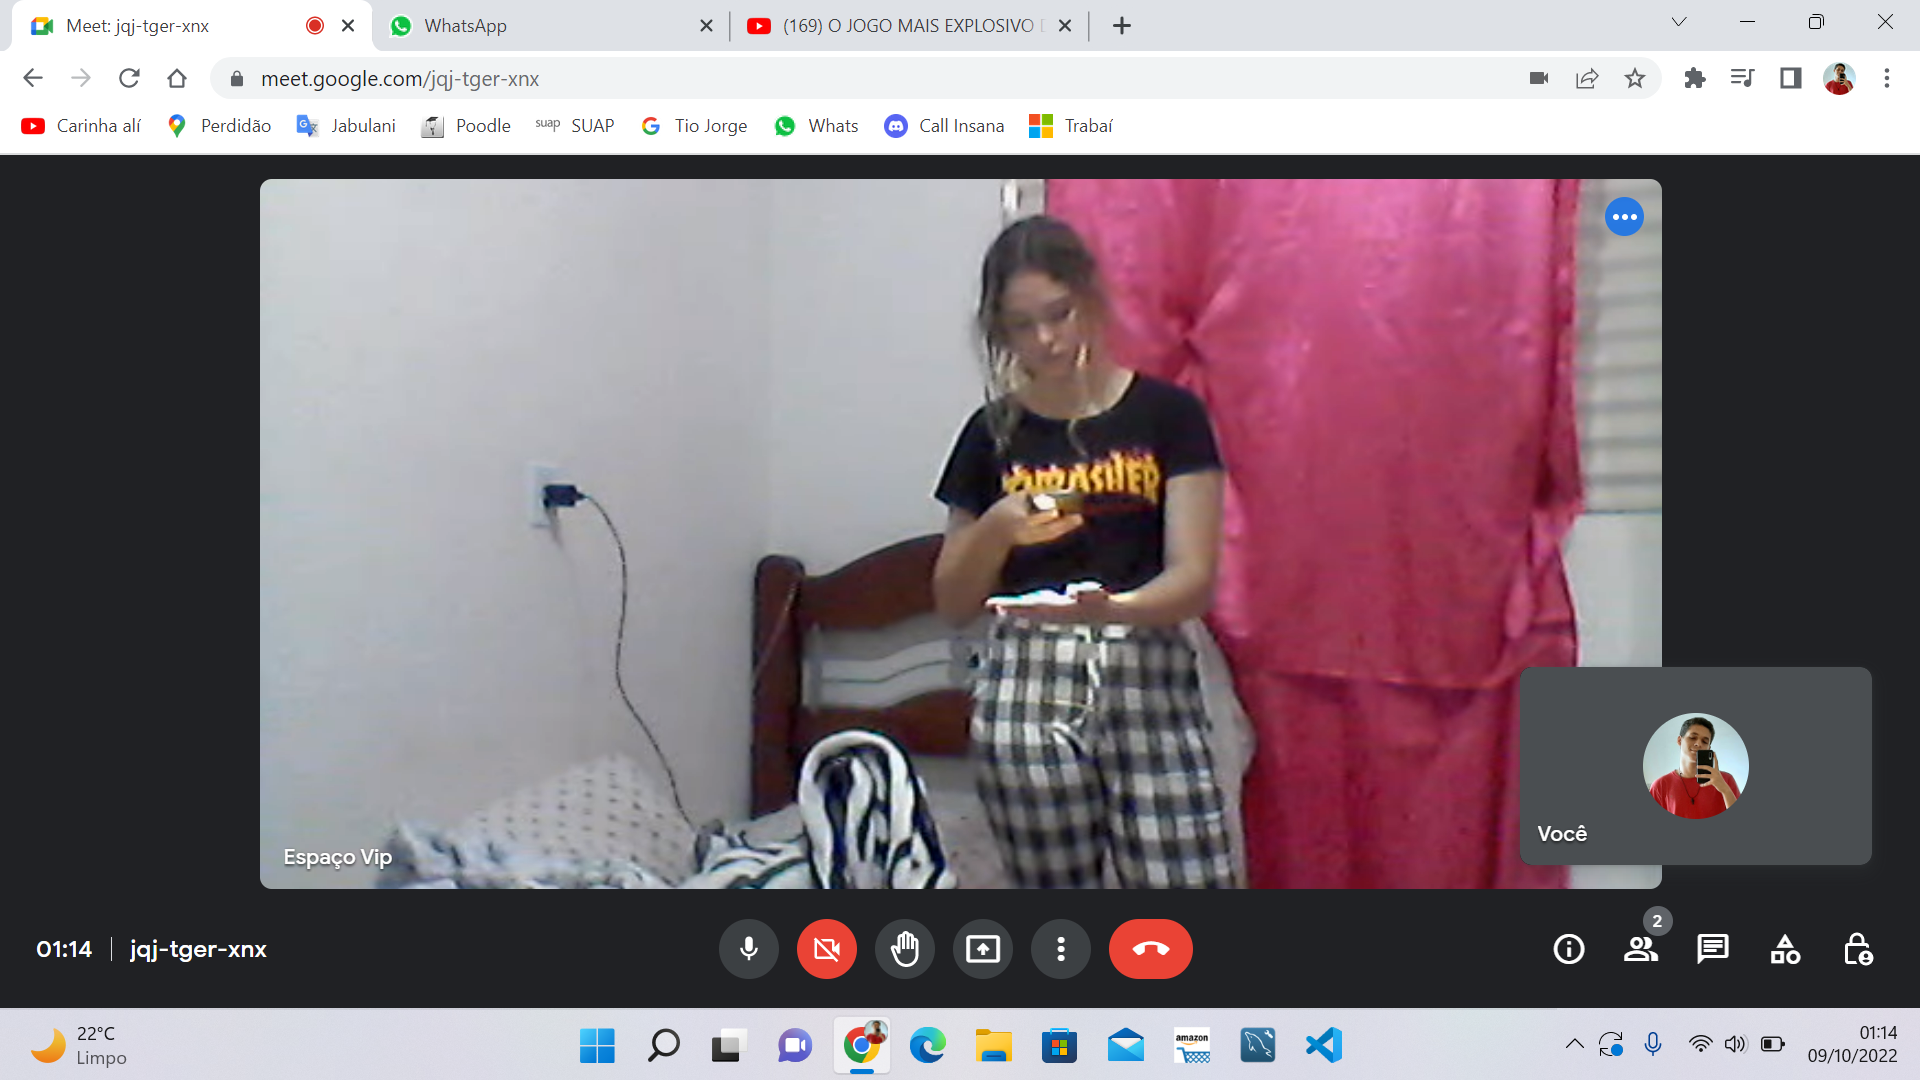 Meet: jqj-tger-xnx
WhatsApp
(169) O JOGO MAIS EXPLOSIVO
meet.google.com/jqj-tger-xnx
Carinha alí
Perdidão
Jabulani
Poodle
suap SUAP
Tio Jorge
Whats
Call Insana
Trabaí
THRASHER
Espaço Vip
Você
01:14
jqj-tger-xnx
2
22°C
Limpo
amazon
01:14
09/10/2022